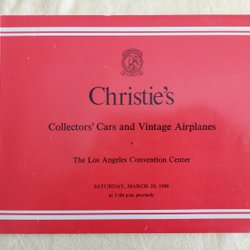 Christie's
Collectors' Cars and Vintage Airplanes
The Los Angeles Convention Center
SATURDAY, MARCH 29, 1980
at 1:00 p.m. precisely